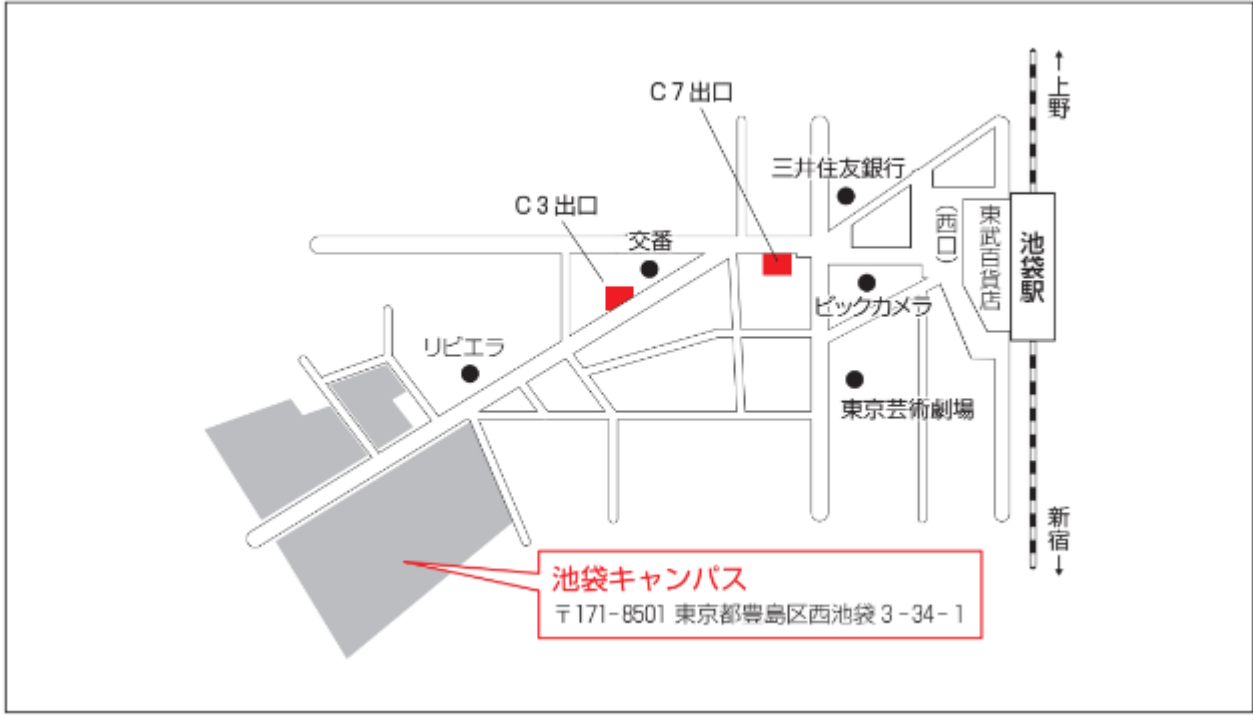 ↑上野
C7出口
三井住友銀行
C3出口
交番
(西口)
東武百貨店
池袋駅
ビックカメラ
リビエラ
東京芸術劇場
新宿↓
池袋キャンパス
〒171-8501 東京都豊島区西池袋3-34-1